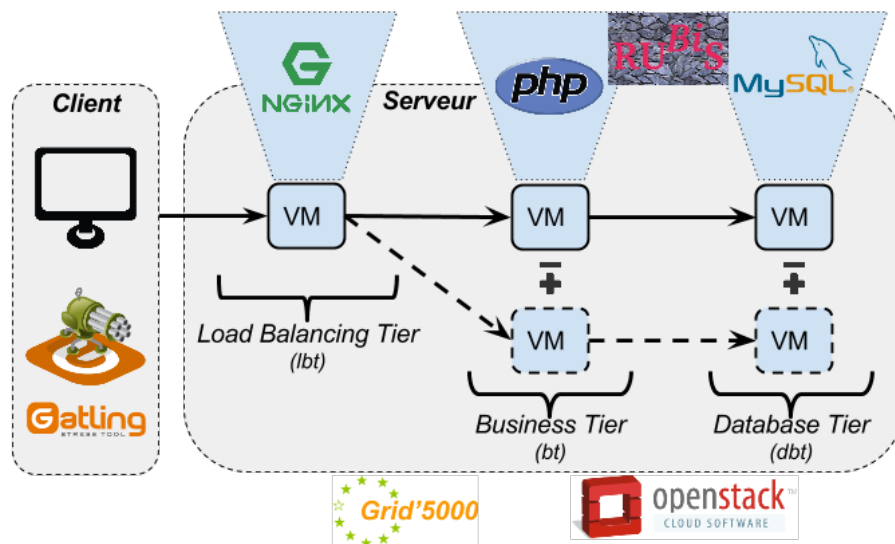 Client
Serveur
NGiNX
php
RUBiS
MySQL®
VM
VM
VM
Load Balancing Tier
(lbt)
VM
VM
Business Tier
(bt)
Database Tier
(dbt)
Gatling
STRESS TOOL
Grid'5000
openstack™
CLOUD SOFTWARE